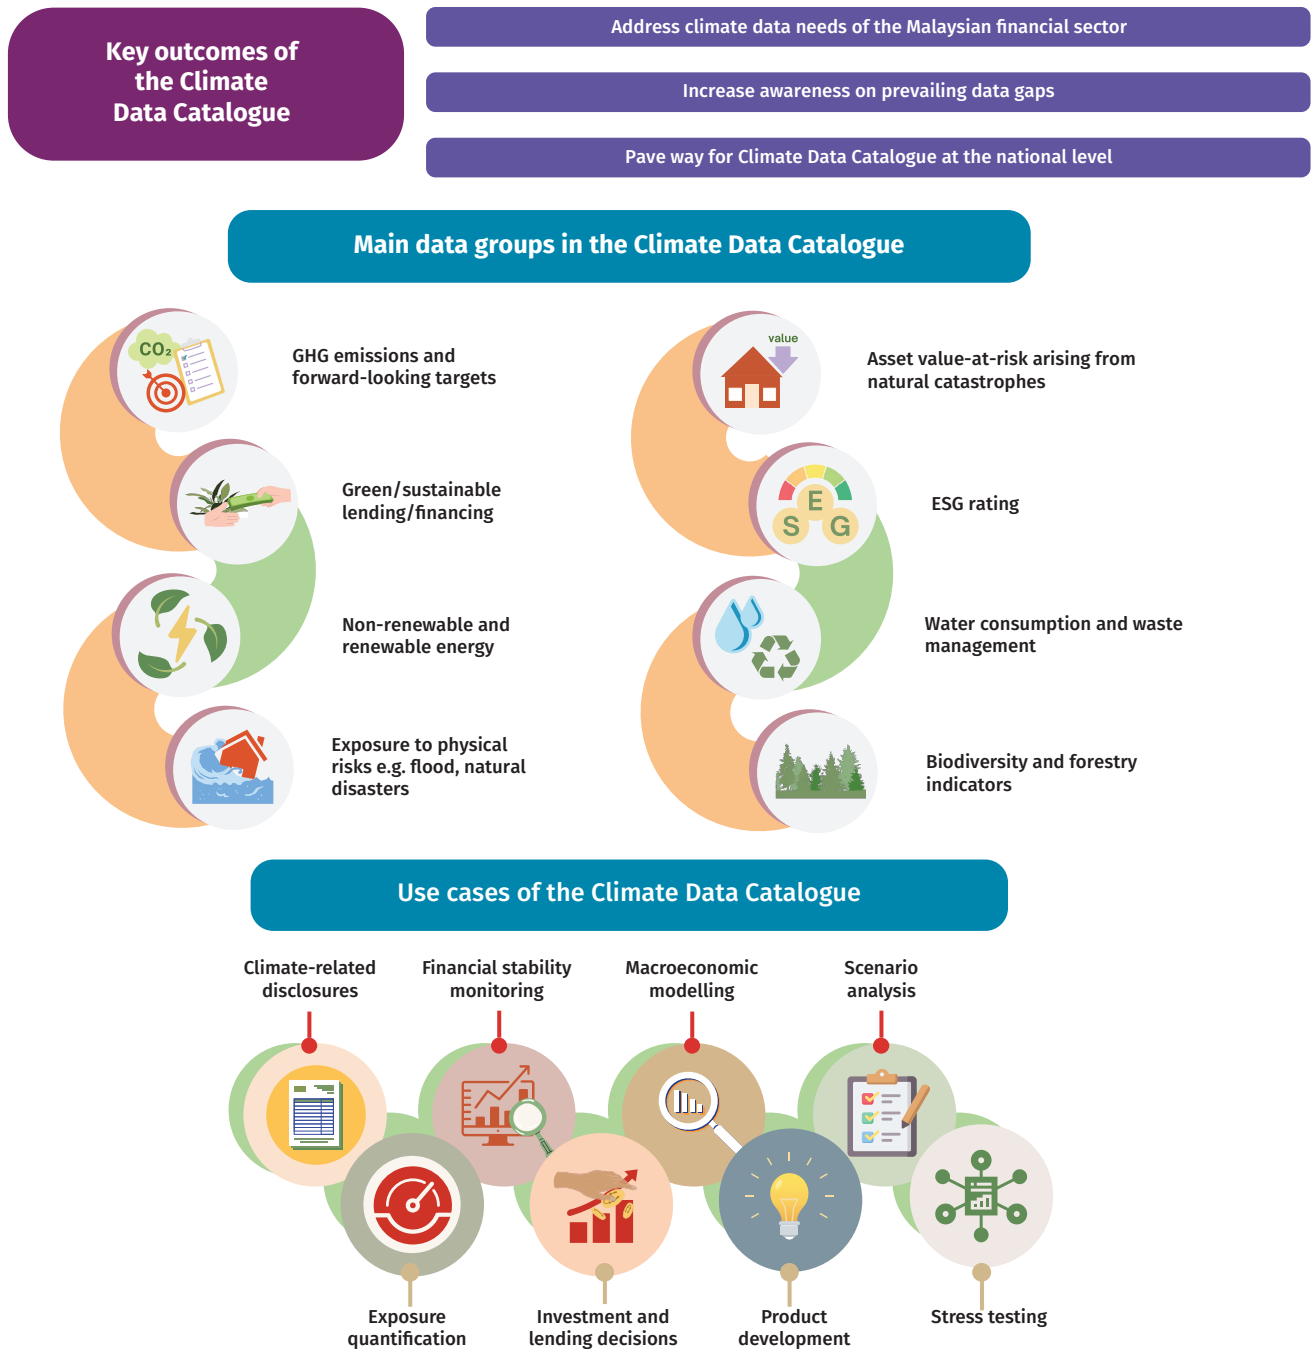 Key outcomes of
the Climate
Data Catalogue
Address climate data needs of the Malaysian financial sector
Increase awareness on prevailing data gaps
Pave way for Climate Data Catalogue at the national level
Main data groups in the Climate Data Catalogue
CO₂
GHG emissions and
forward-looking targets
Green/sustainable
lending/financing
Non-renewable and
renewable energy
Exposure to physical
risks e.g. flood, natural
disasters
value
Asset value-at-risk arising from
natural catastrophes
E
S G
ESG rating
Water consumption and waste
management
Biodiversity and forestry
indicators
Use cases of the Climate Data Catalogue
Climate-related
disclosures
Financial stability
monitoring
Macroeconomic
modelling
Scenario
analysis
Exposure
quantification
Investment and
lending decisions
Product
development
Stress testing